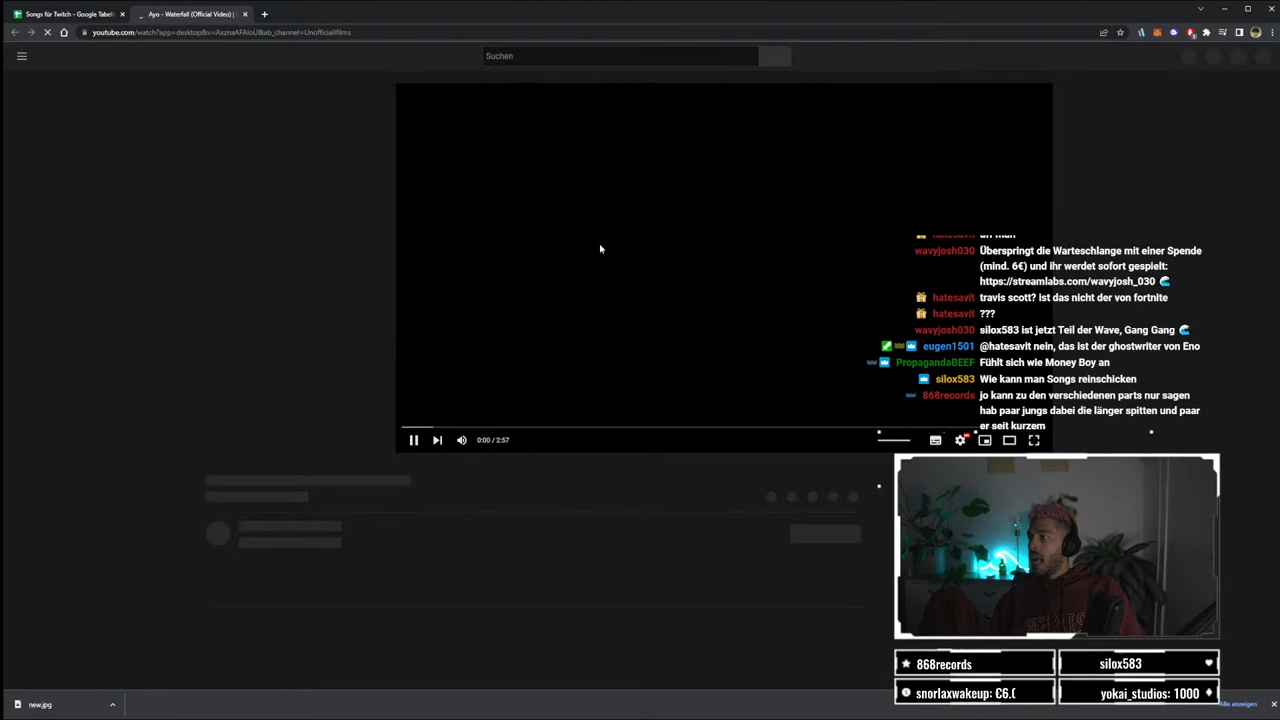 Songs für Twitch - Google Tabell
Ayo - Waterfall (Official Video) |
youtube.com/watch?app=desktop&v=AxznaAFAIoU&ab_channel=Unofficialfilms
Suchen
hatesavit
wavyjosh030 Überspringt die Warteschlange mit einer Spende
(mind. 6€) und ihr werdet sofort gespielt:
https://streamlabs.com/wavyjosh_030
hatesavit travis scott? ist das nicht der von fortnite
hatesavit ???
wavyjosh030 silox583 ist jetzt Teil der Wave, Gang Gang
eugen1501 @hatesavit nein, das ist der ghostwriter von Eno
PropagandaBEEF Fühlt sich wie Money Boy an
silox583 Wie kann man Songs reinschicken
868records jo kann zu den verschiedenen parts nur sagen
hab paar jungs dabei die länger spitten und paar
er seit kurzem
0:00 / 2:57
868records
silox583
snorlaxwakeup: €6.0
yokai_studios: 1000
new.jpg
Alle anzeigen